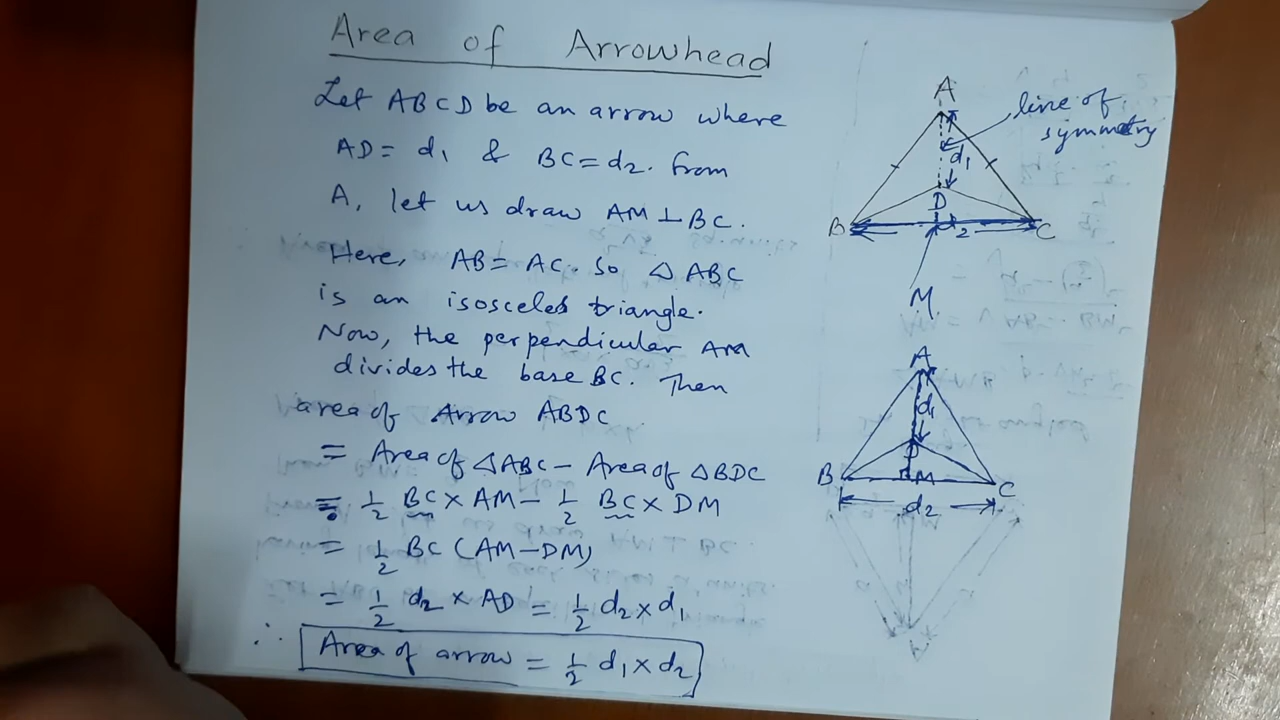 Area of Arrowhead
Let ABCD be an arrow where
AD = d₁ & BC = d₂. From
A, let us draw AM ⊥ BC.
Here, AB = AC. So △ ABC
is an isosceles triangle.
Now, the perpendicular AM
divides the base BC. Then
area of Arrow ABDC
= Area of △ABC − Area of △BDC
= ½ BC × AM − ½ BC × DM
= ½ BC (AM − DM)
= ½ d₂ × AD = ½ d₂ × d₁
∴ Area of arrow = ½ d₁ × d₂
A
line of
symmetry
d₁
D
B
d₂
C
M
A
d₁
D
B
M
C
d₂